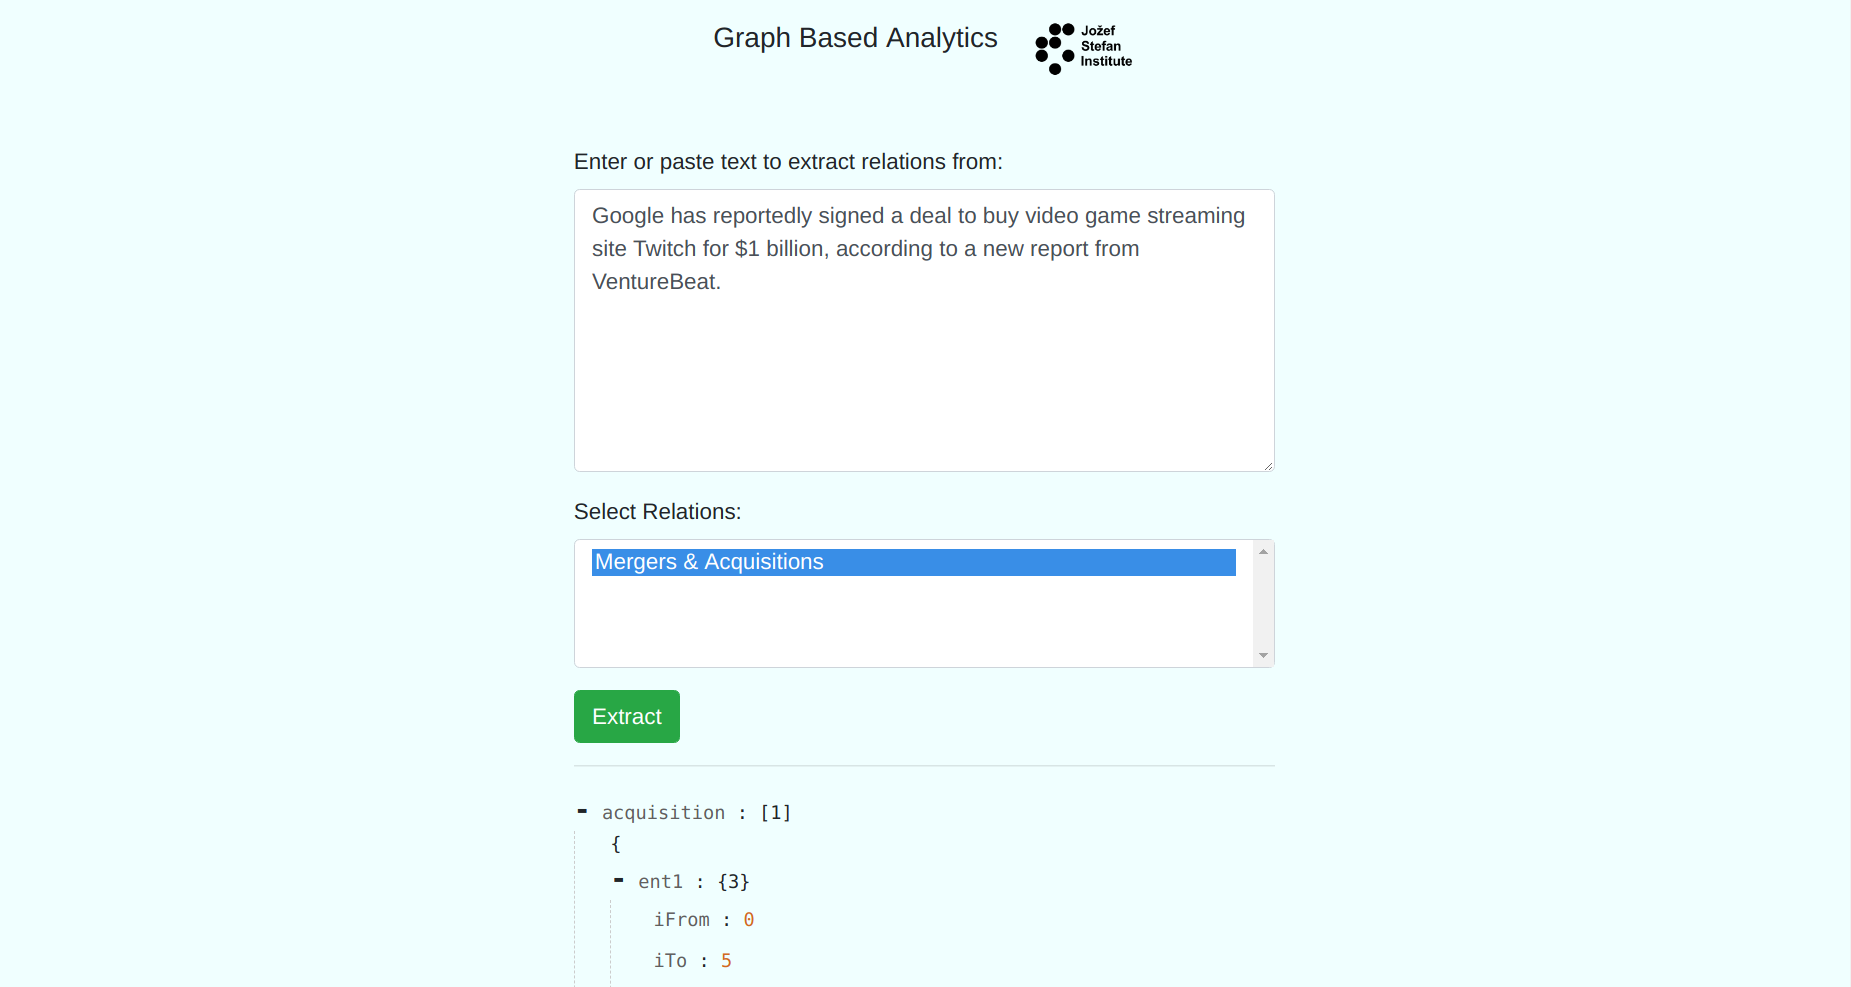 Graph Based Analytics
Jožef
Stefan
Institute
Enter or paste text to extract relations from:
Google has reportedly signed a deal to buy video game streaming
site Twitch for $1 billion, according to a new report from
VentureBeat.
Select Relations:
Mergers & Acquisitions
Extract
- acquisition : [1]
{
- ent1 : {3}
iFrom : 0
iTo : 5